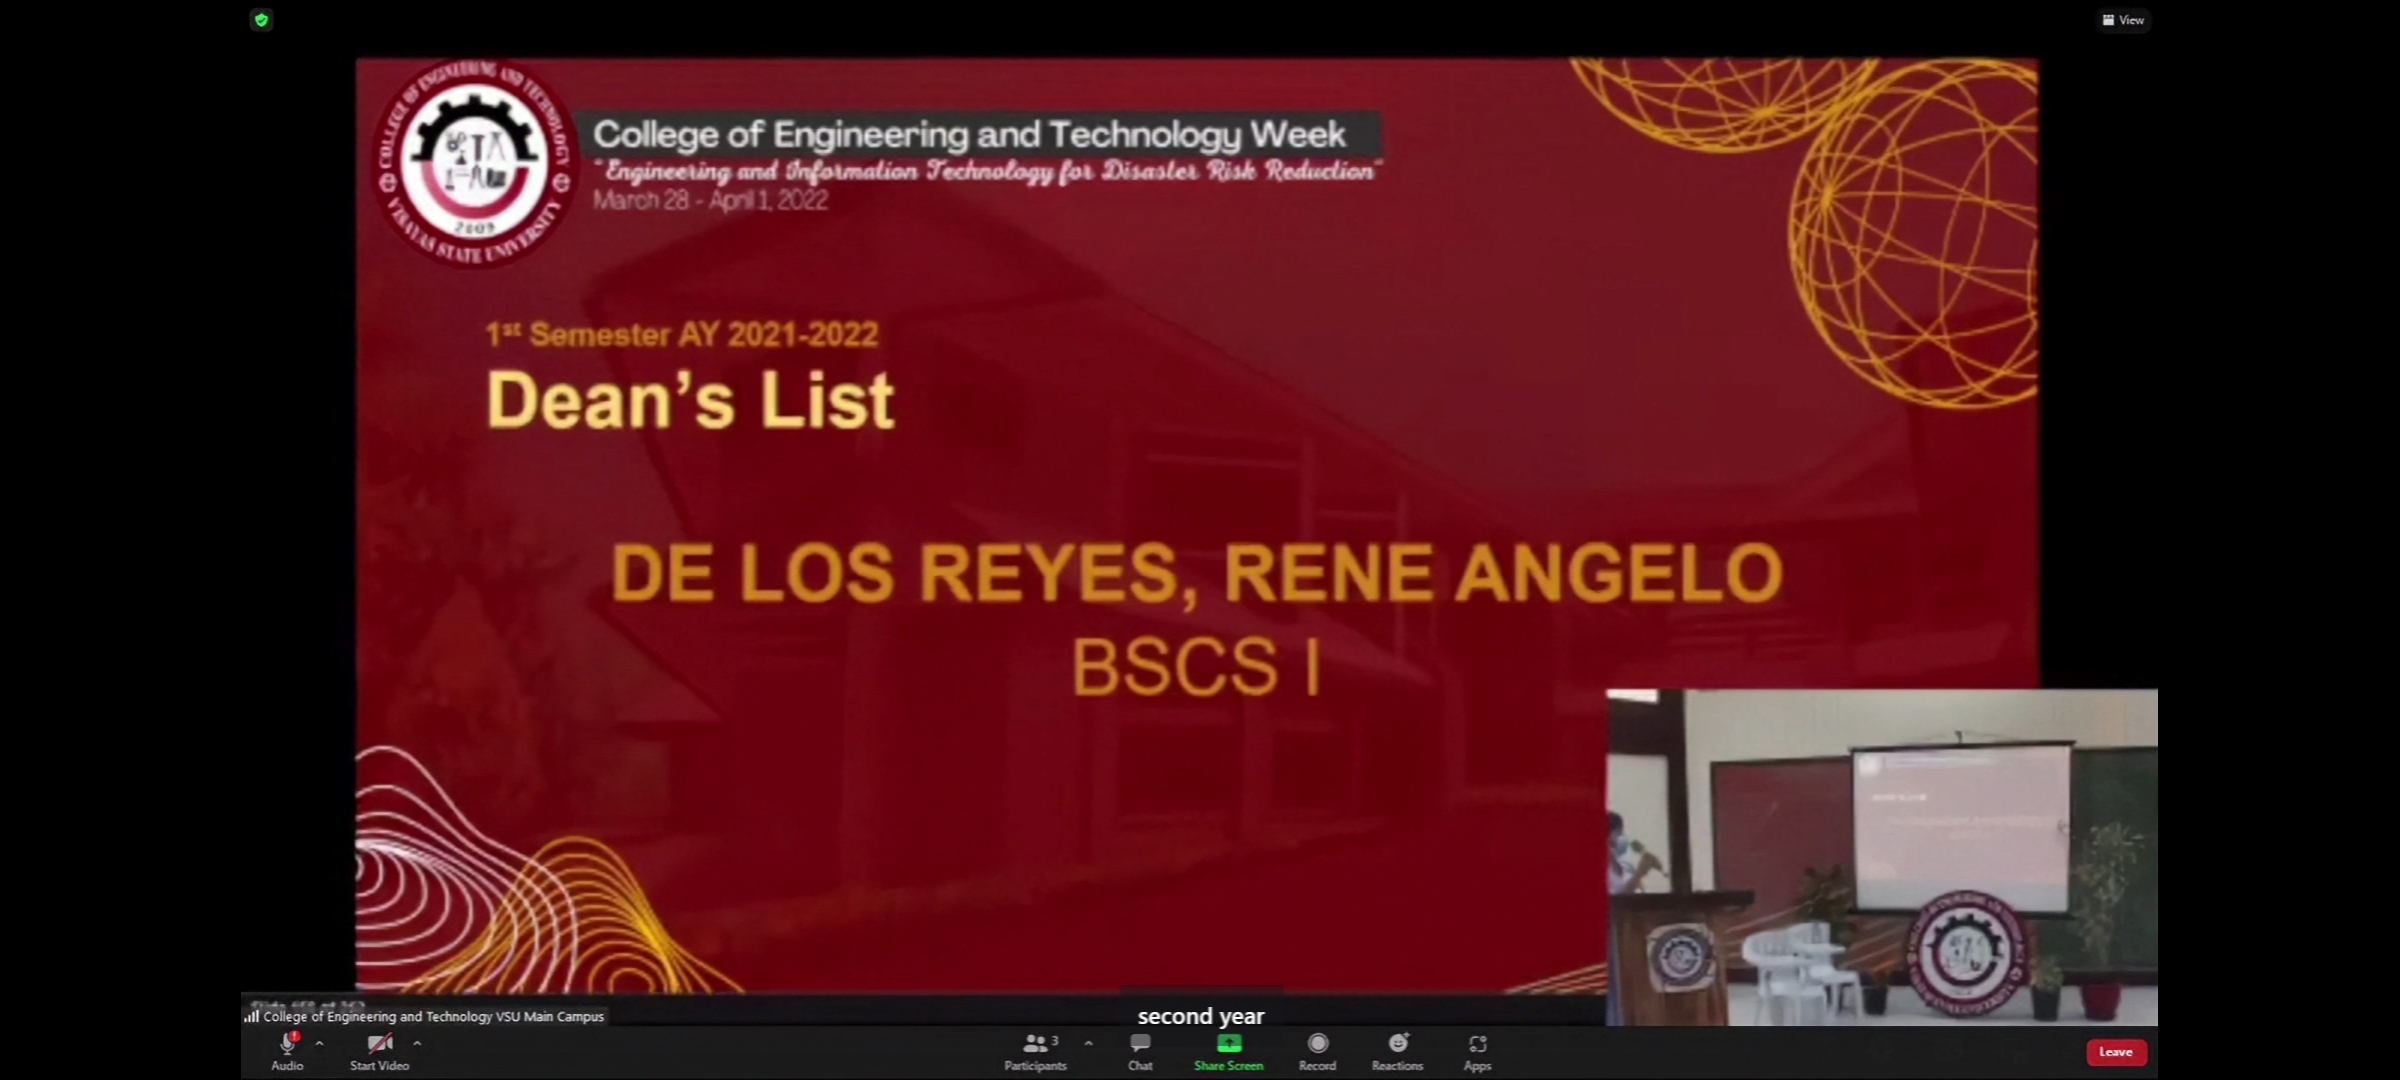 View
COLLEGE OF ENGINEERING AND TECHNOLOGY
VISAYAS STATE UNIVERSITY
2009
College of Engineering and Technology Week
"Engineering and Information Technology for Disaster Risk Reduction"
March 28 - April 1, 2022
1st Semester AY 2021-2022
Dean's List
DE LOS REYES, RENE ANGELO
BSCS I
College of Engineering and Technology VSU Main Campus
second year
Audio
Start Video
3
Participants
Chat
Share Screen
Record
Reactions
Apps
Leave